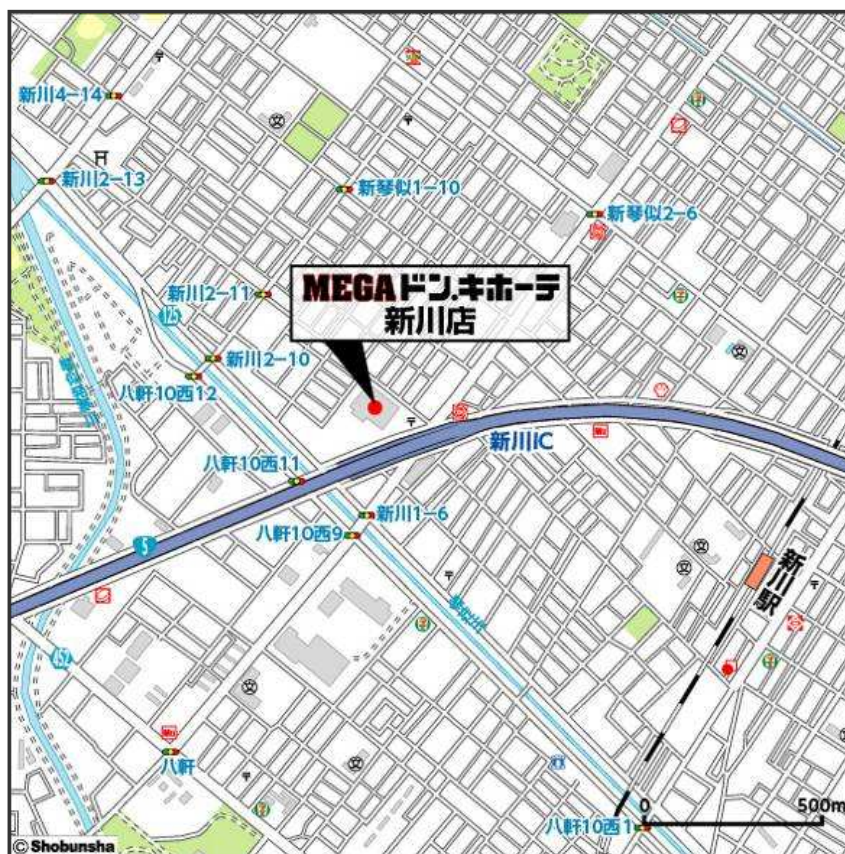 新川4-14
新川2-13
新琴似1-10
新琴似2-6
新川2-11
MEGAドン.キホーテ
新川店
125
新川2-10
八軒10西12
新川IC
八軒10西11
新川1-6
八軒10西9
5
新川駅
琴似川
452
八軒
0
500m
八軒10西1
© Shobunsha